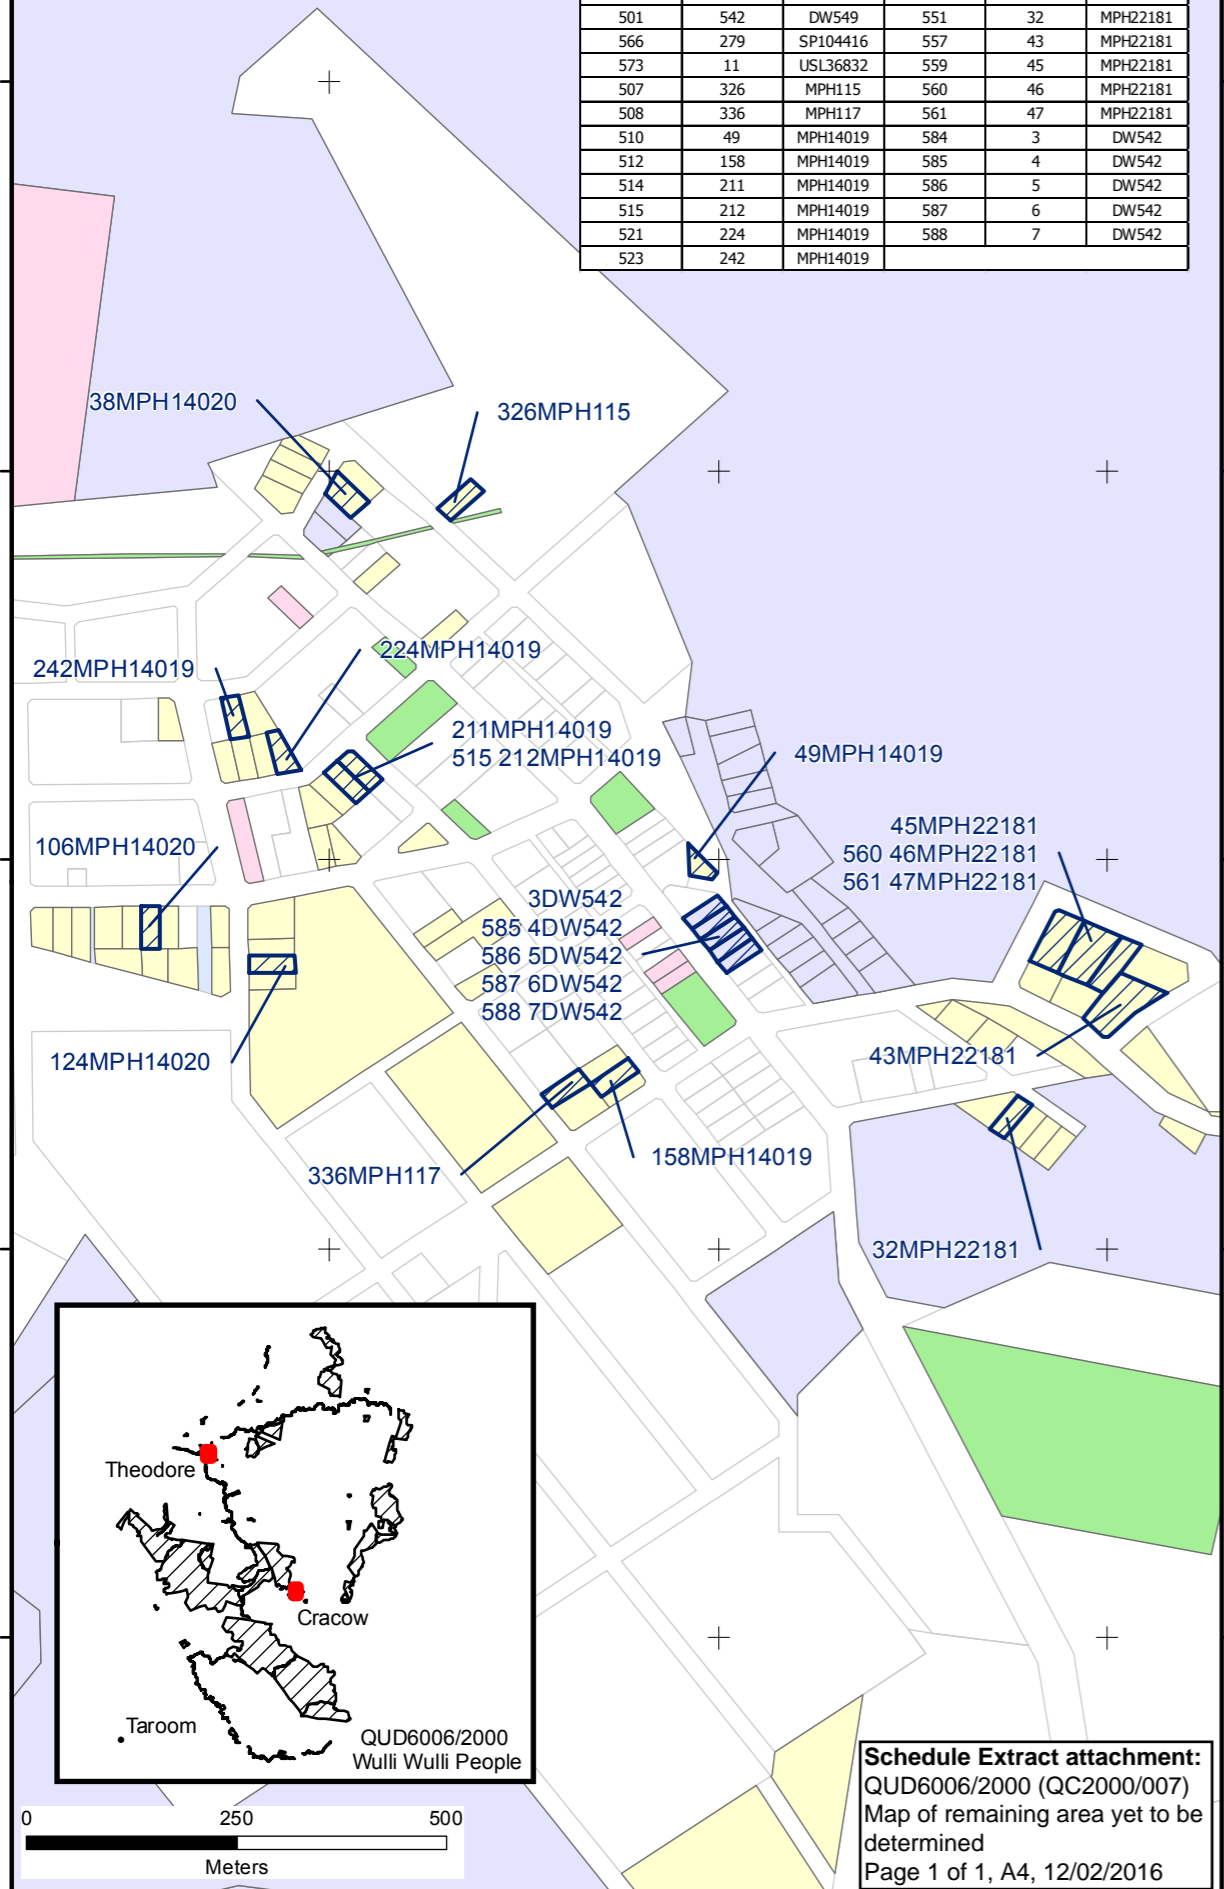 501 542 DW549 551 32 MPH22181
566 279 SP104416 557 43 MPH22181
573 11 USL36832 559 45 MPH22181
507 326 MPH115 560 46 MPH22181
508 336 MPH117 561 47 MPH22181
510 49 MPH14019 584 3 DW542
512 158 MPH14019 585 4 DW542
514 211 MPH14019 586 5 DW542
515 212 MPH14019 587 6 DW542
521 224 MPH14019 588 7 DW542
523 242 MPH14019
38MPH14020
326MPH115
242MPH14019
224MPH14019
211MPH14019
515 212MPH14019
49MPH14019
106MPH14020
45MPH22181
560 46MPH22181
561 47MPH22181
3DW542
585 4DW542
586 5DW542
587 6DW542
588 7DW542
124MPH14020
43MPH22181
336MPH117
158MPH14019
32MPH22181
Theodore
Cracow
Taroom
QUD6006/2000
Wulli Wulli People
0 250 500
Meters
Schedule Extract attachment:
QUD6006/2000 (QC2000/007)
Map of remaining area yet to be
determined
Page 1 of 1, A4, 12/02/2016